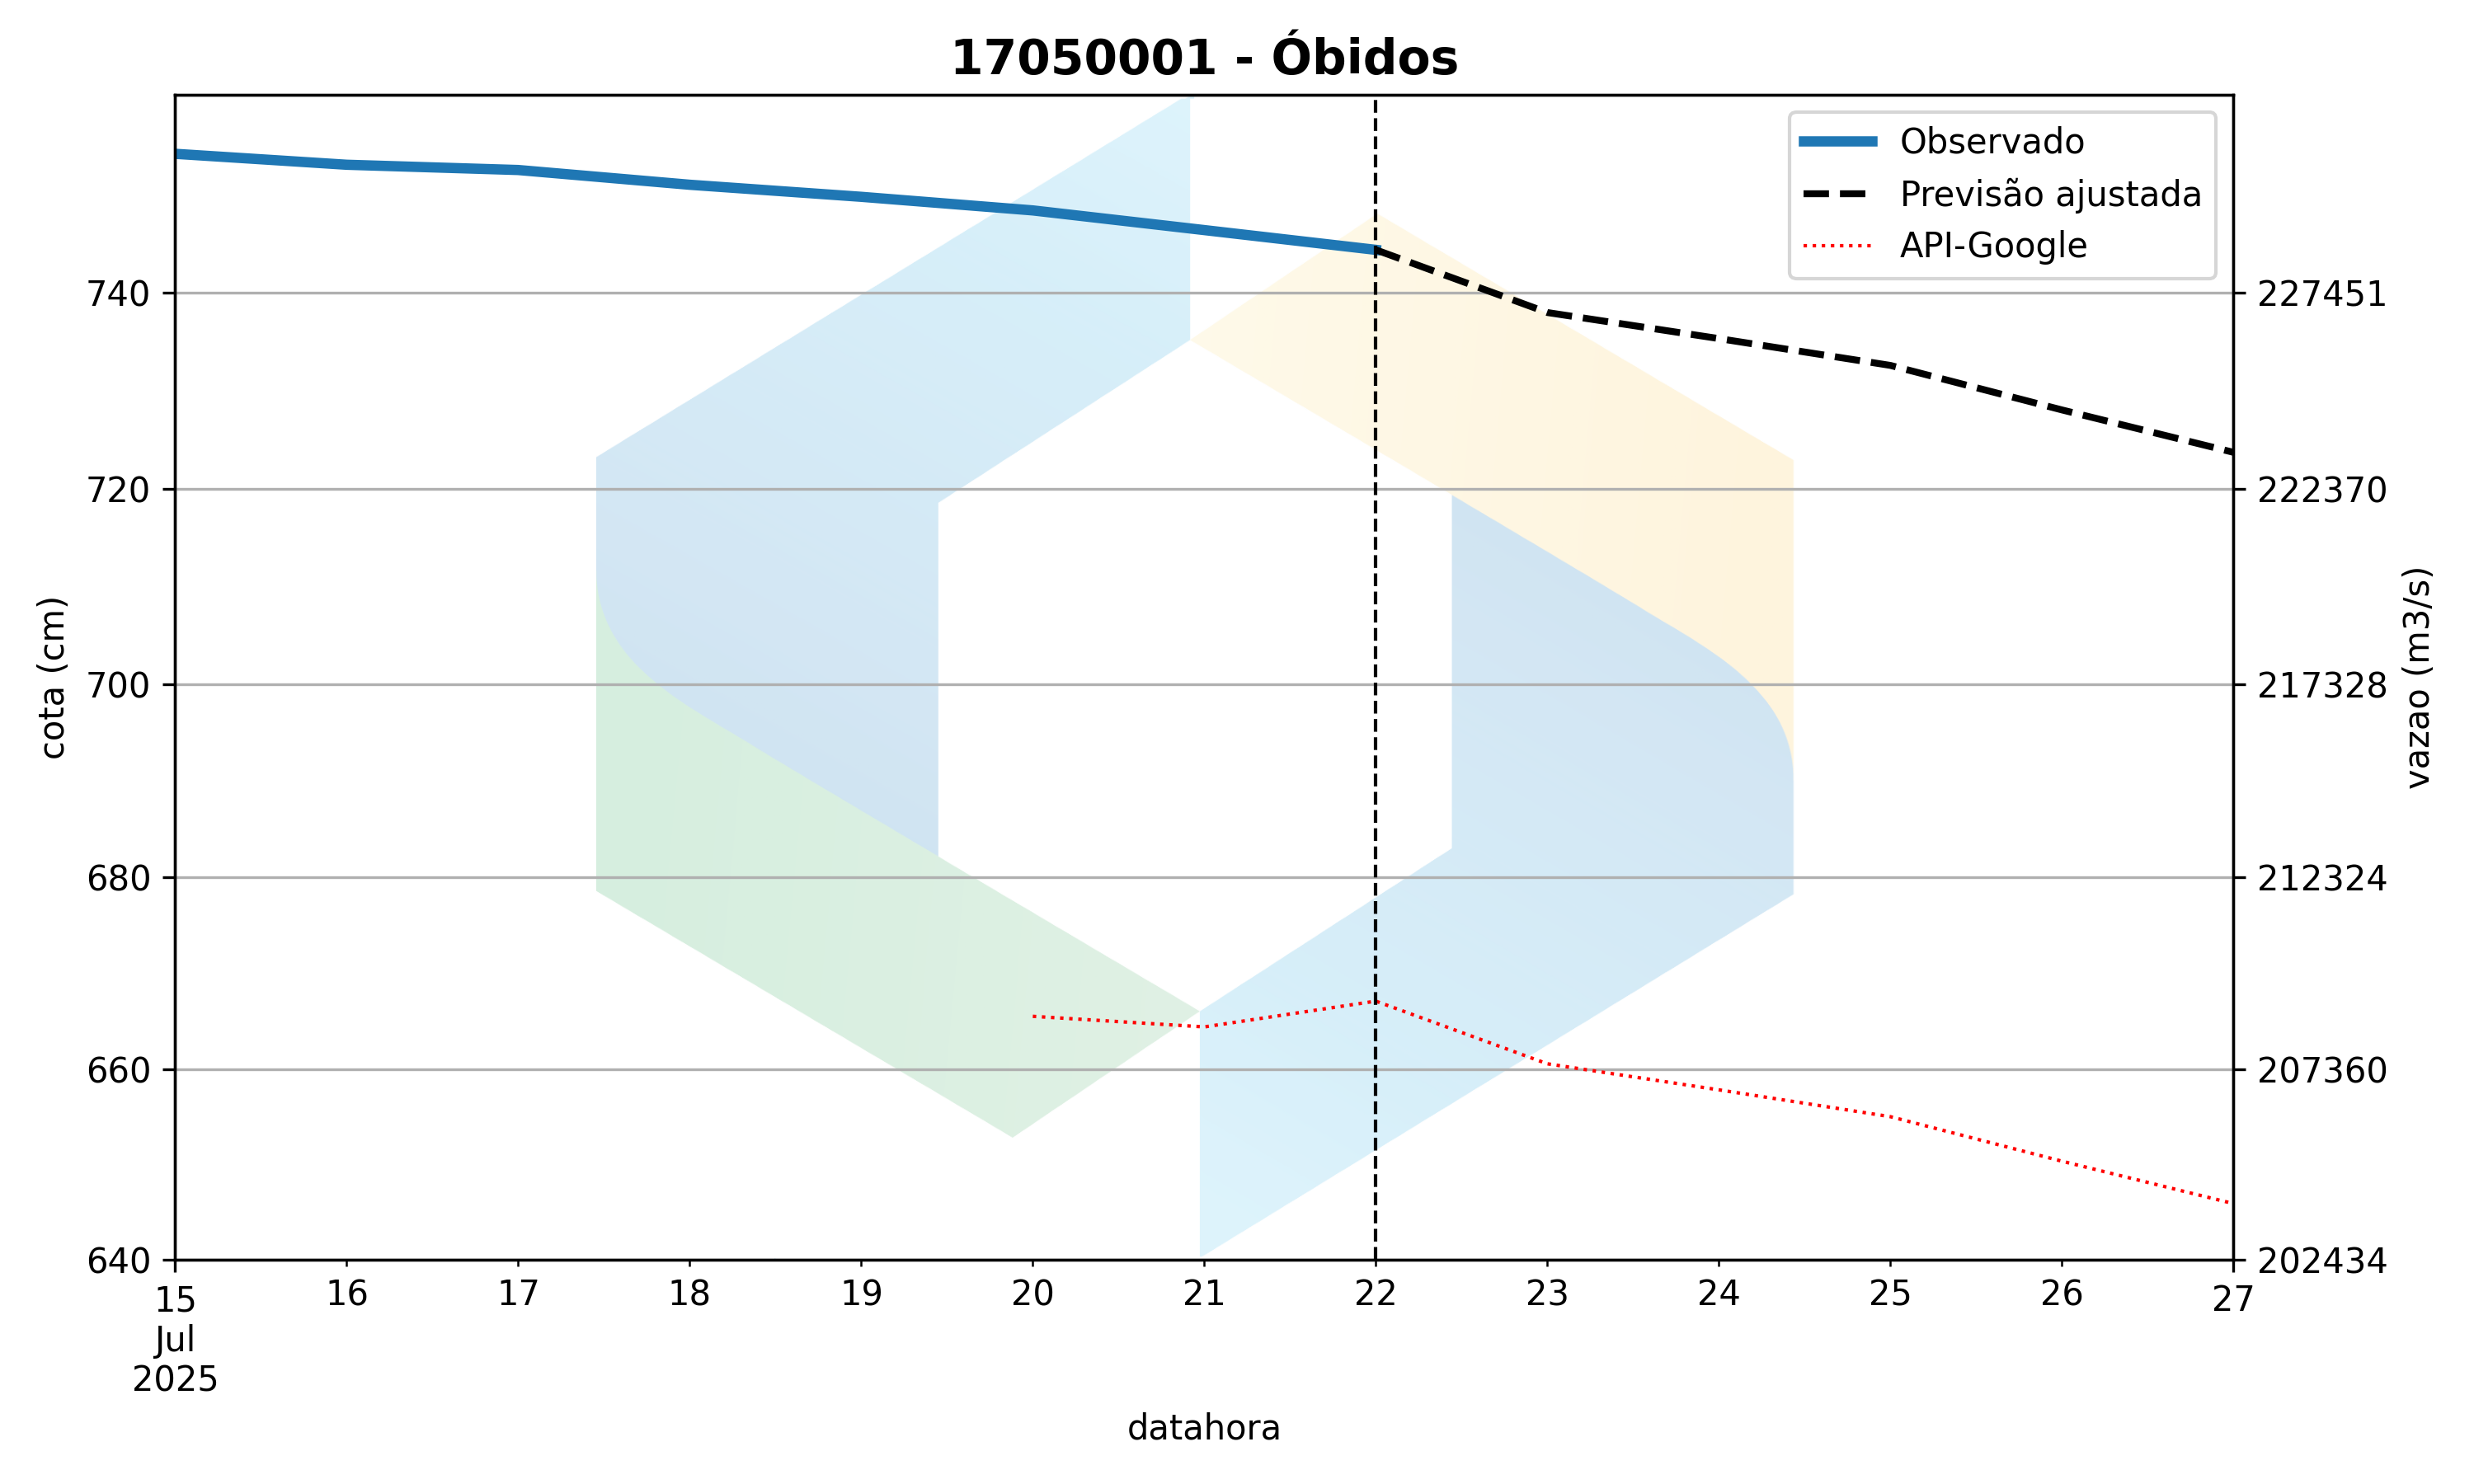 17050001 - Óbidos
Observado
Previsão ajustada
API-Google
740
720
700
680
660
640
cota (cm)
227451
222370
217328
212324
207360
202434
vazao (m3/s)
15 16 17 18 19 20 21 22 23 24 25 26 27
Jul
2025
datahora